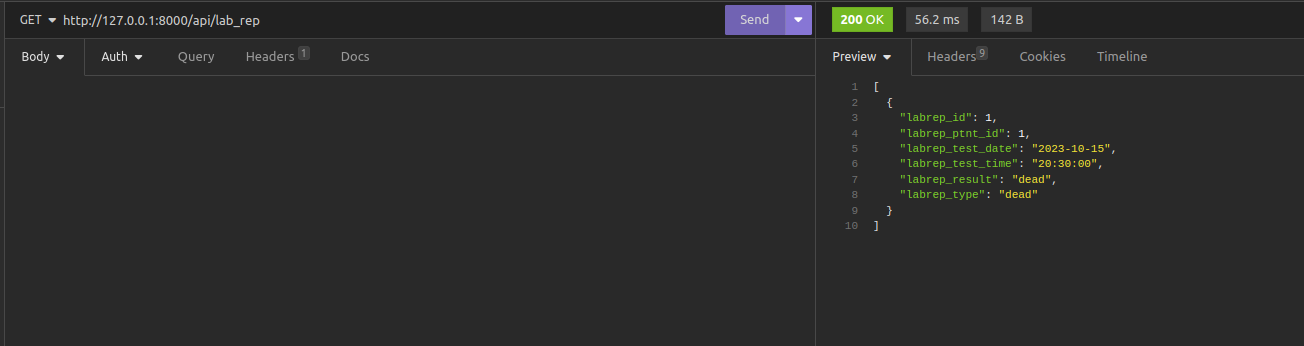 GET http://127.0.0.1:8000/api/lab_rep Send 200 OK 56.2 ms 142 B
Body Auth Query Headers 1 Docs Preview Headers 9 Cookies Timeline
1 [
2 {
3 "labrep_id": 1,
4 "labrep_ptnt_id": 1,
5 "labrep_test_date": "2023-10-15",
6 "labrep_test_time": "20:30:00",
7 "labrep_result": "dead",
8 "labrep_type": "dead"
9 }
10 ]